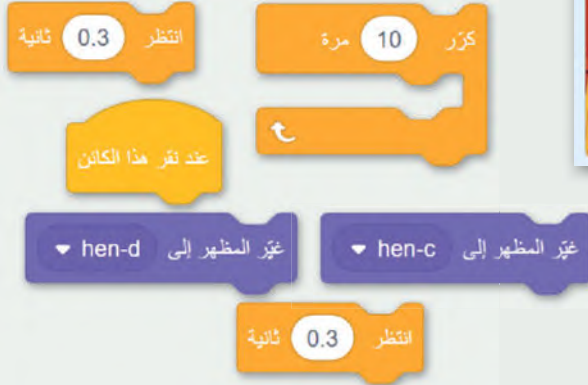 كرّر 10 مرة
انتظر 0.3 ثانية
عند نقر هذا الكائن
غيّر المظهر إلى hen-c
غيّر المظهر إلى hen-d
انتظر 0.3 ثانية